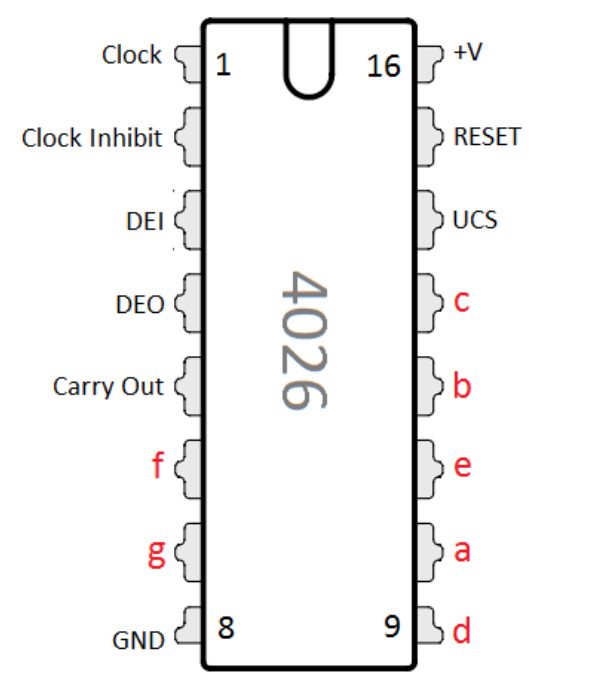 Clock 1 16 +V
Clock Inhibit RESET
DEI UCS
DEO c
4026
Carry Out b
f e
g a
GND 8 9 d